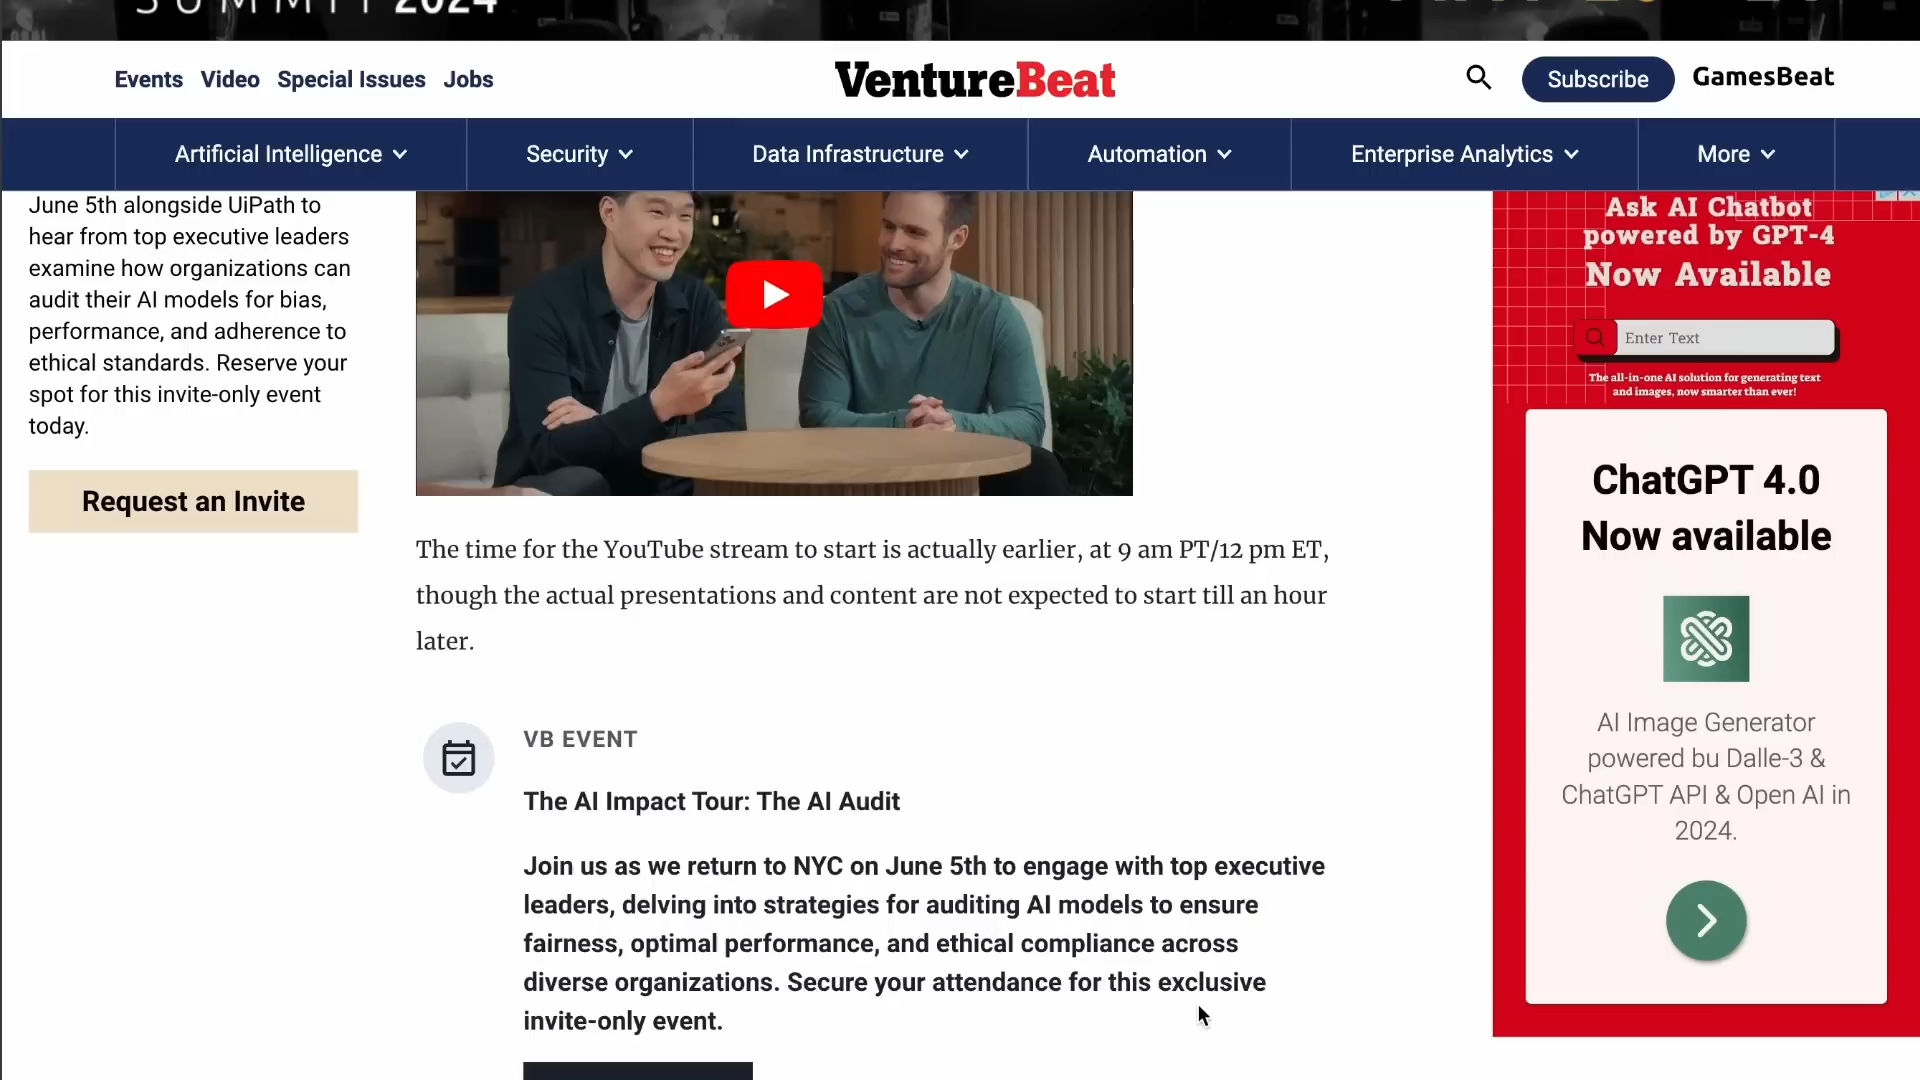 SUMMIT 2024
Events Video Special Issues Jobs
VentureBeat
Subscribe GamesBeat
Artificial Intelligence Security Data Infrastructure Automation Enterprise Analytics More
June 5th alongside UiPath to
hear from top executive leaders
examine how organizations can
audit their AI models for bias,
performance, and adherence to
ethical standards. Reserve your
spot for this invite-only event
today.
Request an Invite
The time for the YouTube stream to start is actually earlier, at 9 am PT/12 pm ET,
though the actual presentations and content are not expected to start till an hour
later.
VB EVENT
The AI Impact Tour: The AI Audit
Join us as we return to NYC on June 5th to engage with top executive
leaders, delving into strategies for auditing AI models to ensure
fairness, optimal performance, and ethical compliance across
diverse organizations. Secure your attendance for this exclusive
invite-only event.
Ask AI Chatbot
powered by GPT-4
Now Available
Enter Text
The all-in-one AI solution for generating text
and images, now smarter than ever!
ChatGPT 4.0
Now available
AI Image Generator
powered bu Dalle-3 &
ChatGPT API & Open AI in
2024.